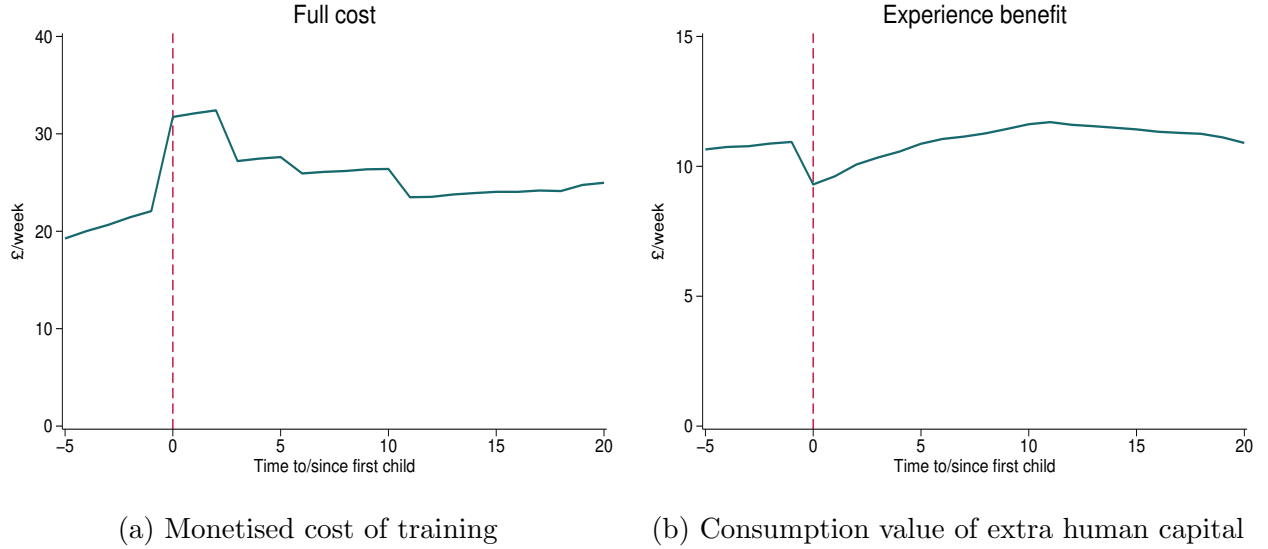 Full cost
40
30
20
10
0
£/week
−5
0
5
10
15
20
Time to/since first child
(a) Monetised cost of training
Experience benefit
15
10
5
0
£/week
−5
0
5
10
15
20
Time to/since first child
(b) Consumption value of extra human capital